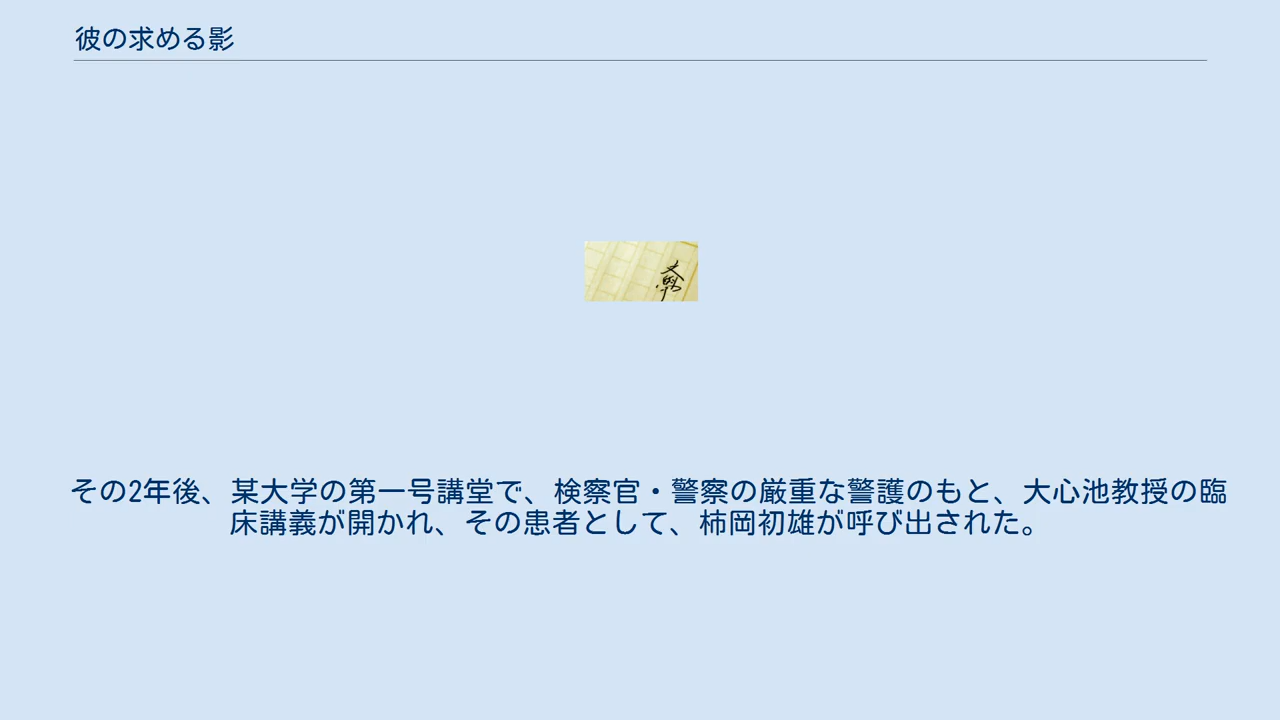 彼の求める影
その2年後、某大学の第一号講堂で、検察官・警察の厳重な警護のもと、大心池教授の臨
床講義が開かれ、その患者として、柿岡初雄が呼び出された。